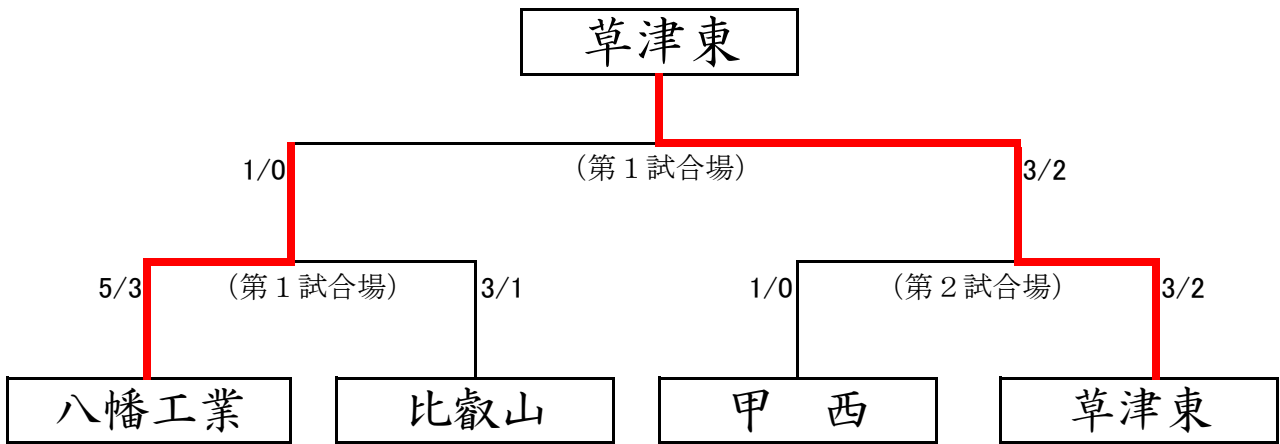 草津東
1/0
(第１試合場)
3/2
5/3
(第１試合場)
3/1
1/0
(第２試合場)
3/2
八幡工業
比叡山
甲　西
草津東